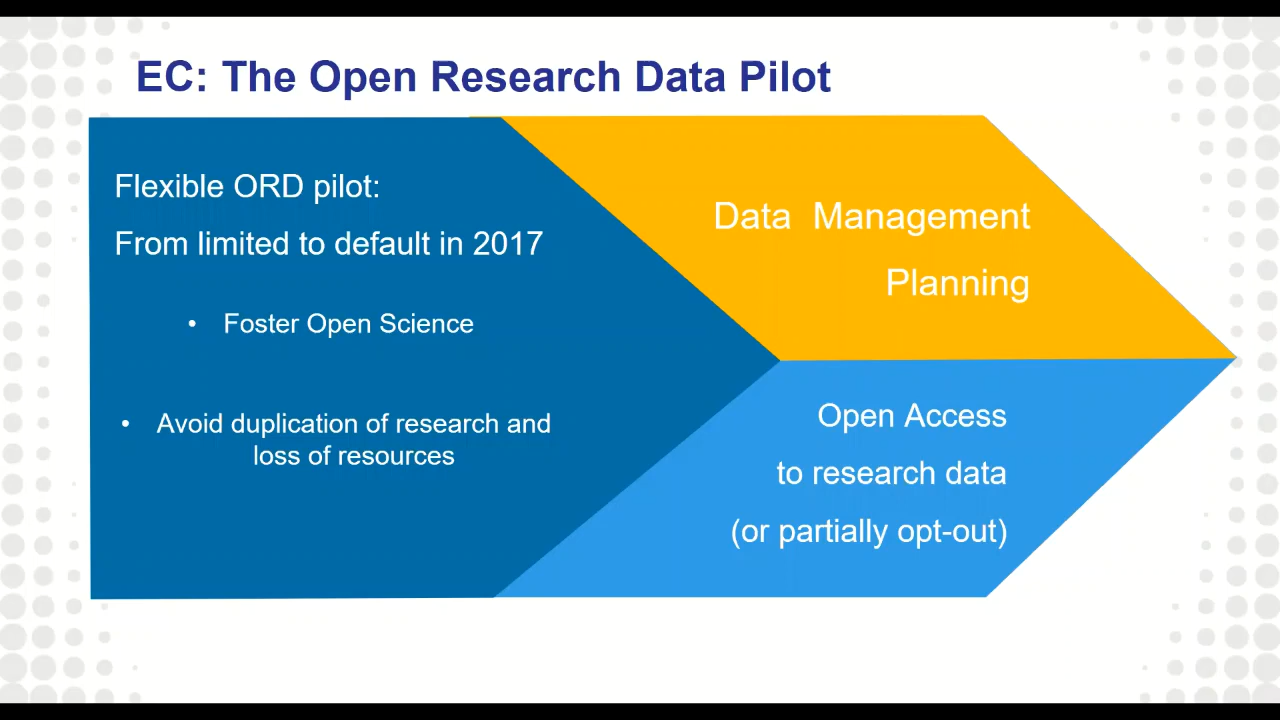 EC: The Open Research Data Pilot
Flexible ORD pilot:
From limited to default in 2017
• Foster Open Science
• Avoid duplication of research and
loss of resources
Data Management
Planning
Open Access
to research data
(or partially opt-out)